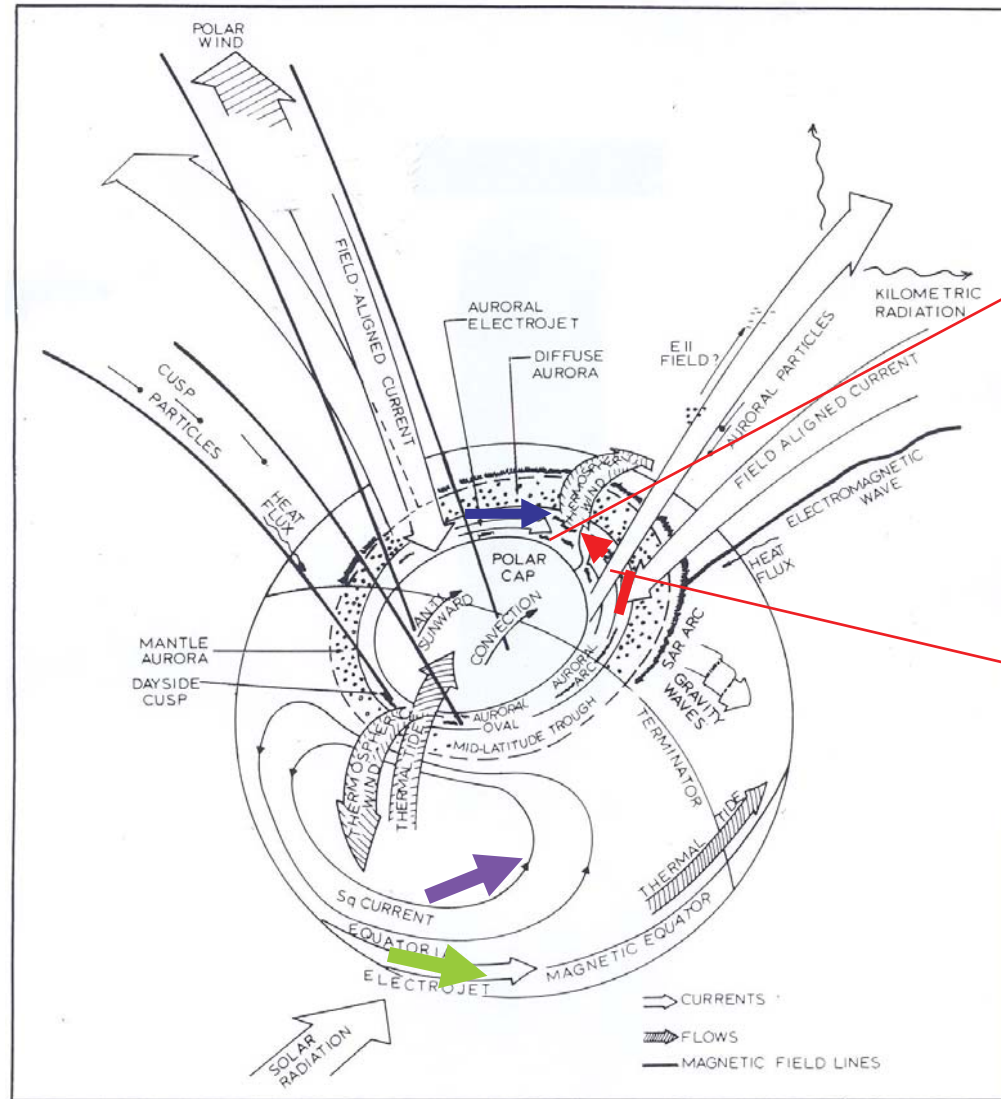 POLAR
WIND
FIELD-ALIGNED CURRENT
AURORAL
ELECTROJET
DIFFUSE
AURORA
KILOMETRIC
RADIATION
E II
FIELD?
AURORAL PARTICLES
FIELD ALIGNED CURRENT
CUSP
PARTICLES
HEAT
FLUX
THERMOSPHERIC
WIND
ELECTROMAGNETIC
WAVE
HEAT
FLUX
POLAR
CAP
ANTI
SUNWARD
CONVECTION
MANTLE
AURORA
DAYSIDE
CUSP
AURORAL
ARC
SAR ARC
GRAVITY
WAVES
AURORAL
OVAL
MID-LATITUDE TROUGH
TERMINATOR
THERMOSPHERIC
WIND
THERMAL TIDE
THERMAL TIDE
Sq CURRENT
EQUATORIA
ELECTROJET
MAGNETIC EQUATOR
SOLAR
RADIATION
CURRENTS
FLOWS
MAGNETIC FIELD LINES